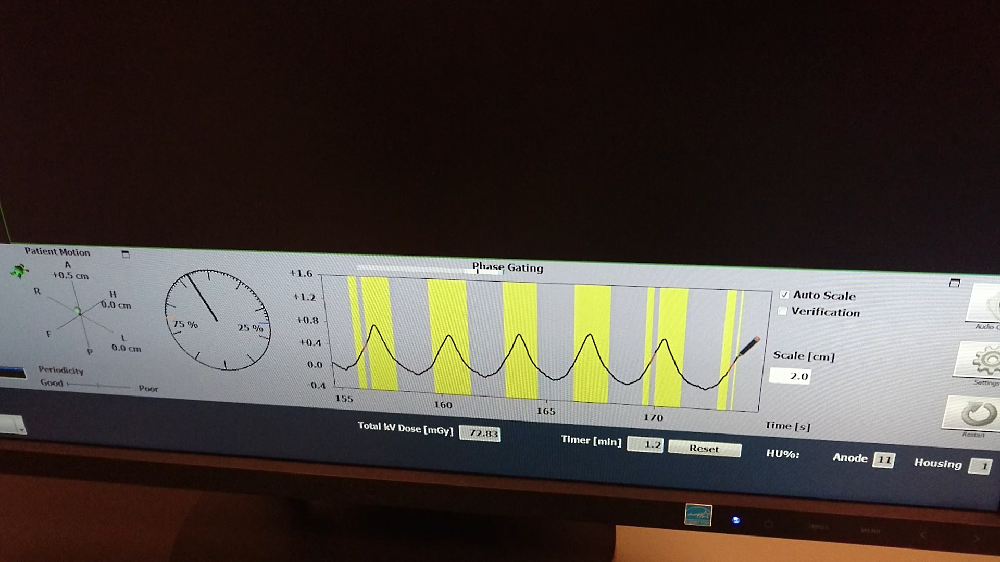 Patient Motion
A
+0.5 cm
R
H
0.0 cm
F
L
0.0 cm
P
Periodicity
Good
Poor
75 %
25 %
Phase Gating
+1.6
+1.2
+0.8
+0.4
0.0
-0.4
155
160
165
170
Time [s]
Auto Scale
Verification
Scale [cm]
2.0
Audio
Settings
Restart
Total kV Dose [mGy] 72.83
Timer [min] 1.2 Reset
HU%: Anode 11 Housing 1
INPUT
MENU